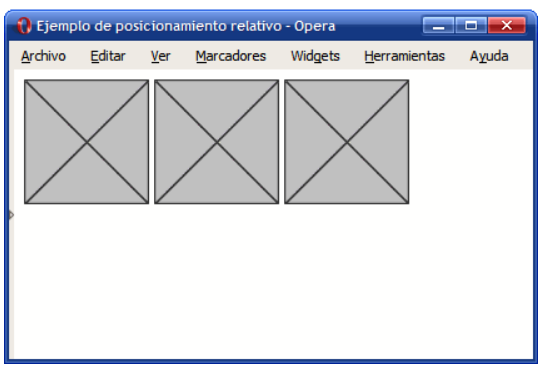 Ejemplo de posicionamiento relativo - Opera
Archivo Editar Ver Marcadores Widgets Herramientas Ayuda